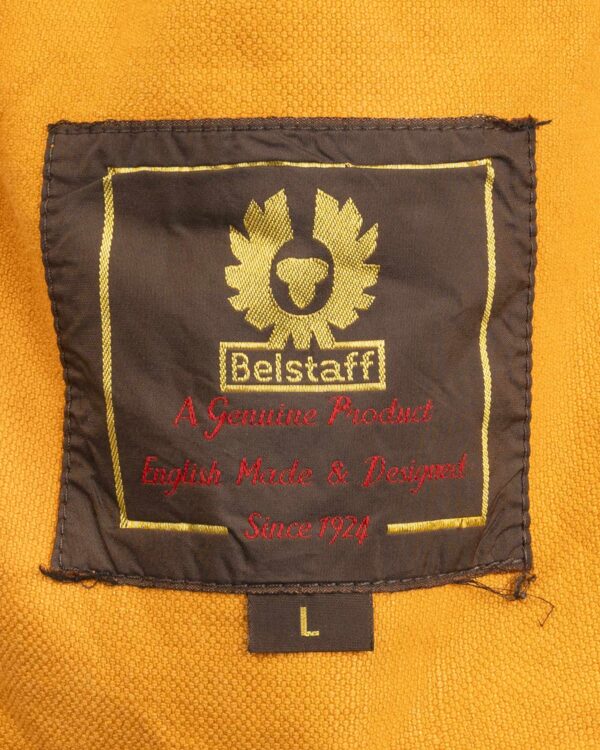 Belstaff
A Genuine Product
English Made & Designed
Since 1924
L